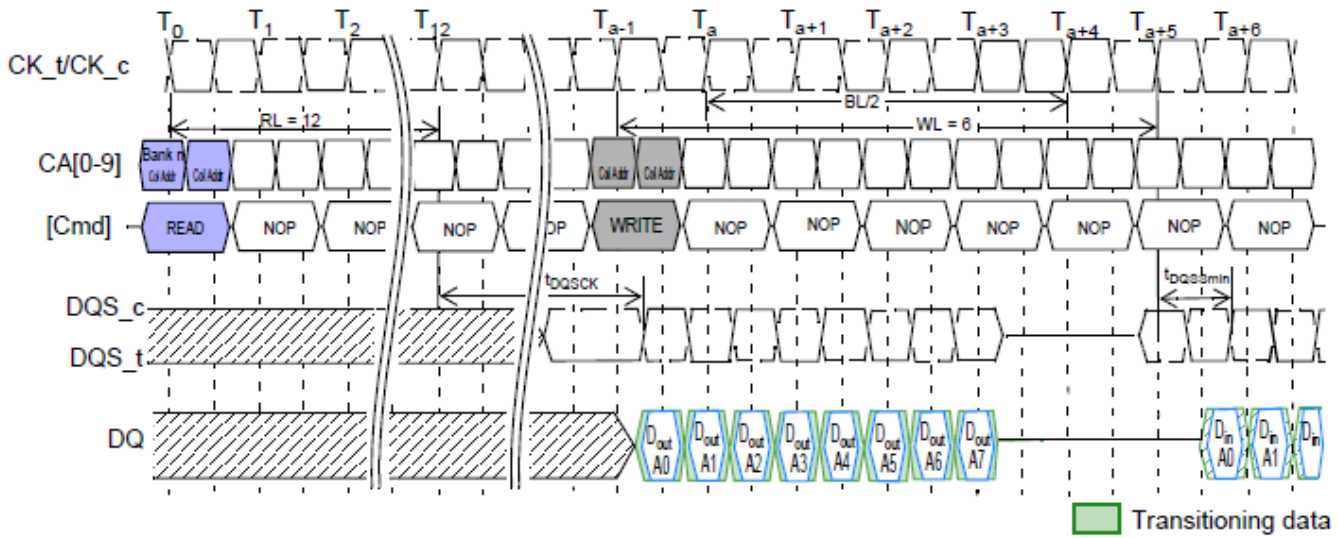 T0 T1 T2 T12 Ta-1 Ta Ta+1 Ta+2 Ta+3 Ta+4 Ta+5 Ta+6
CK_t/CK_c
BL/2
RL = 12 WL = 6
CA[0-9] Bank n Col Addr Col Addr Col Addr Col Addr
[Cmd] READ NOP NOP NOP OP WRITE NOP NOP NOP NOP NOP NOP NOP
tDQSCK tDQSSmin
DQS_c
DQS_t
DQ Dout A0 Dout A1 Dout A2 Dout A3 Dout A4 Dout A5 Dout A6 Dout A7 Din A0 Din A1 Din
Transitioning data